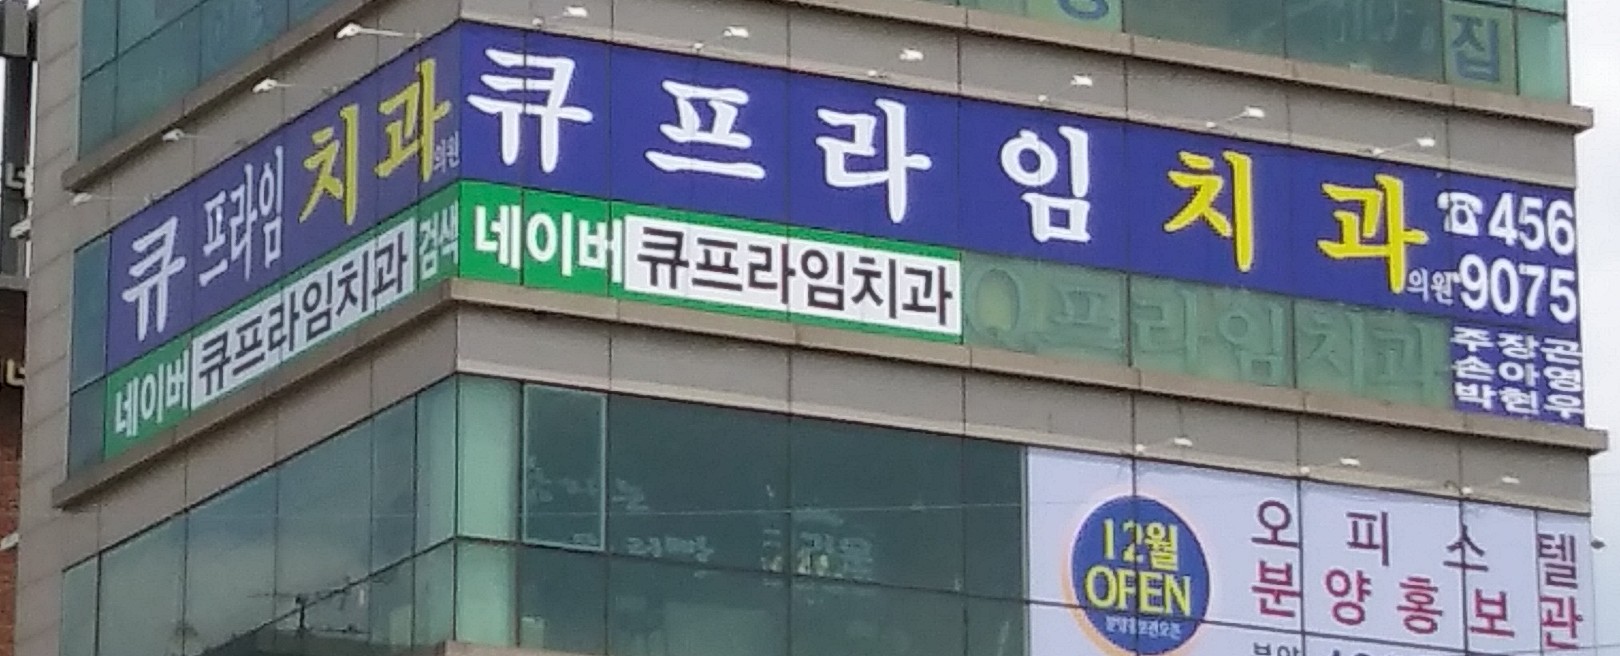 큐프라임치과의원
네이버 큐프라임치과 검색
큐프라임치과의원
☎456-9075
네이버 큐프라임치과
Q프라임치과
주장곤
손아영
박현우
집
12월
OPEN
오피스텔
분양홍보관